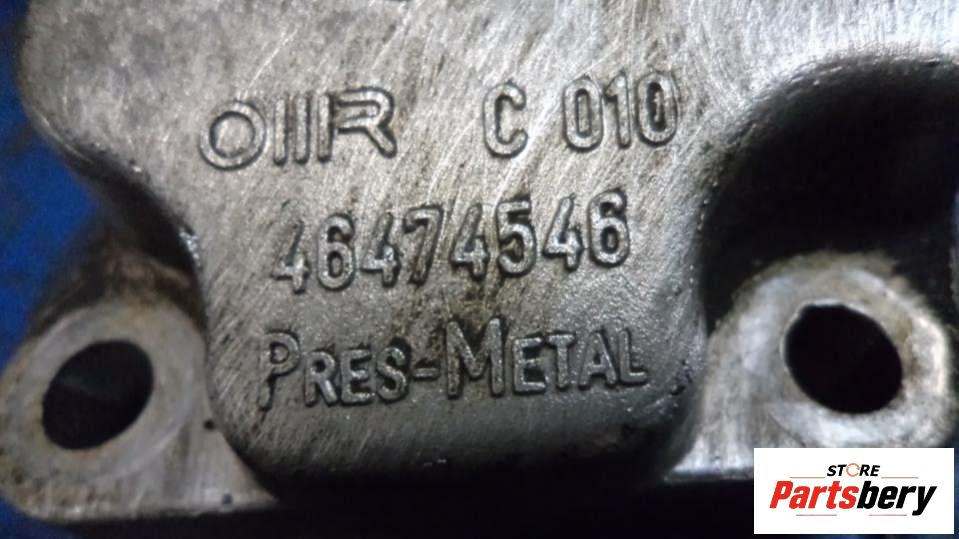 OIIR C 010
46474546
PRES-METAL
STORE
Partsbery